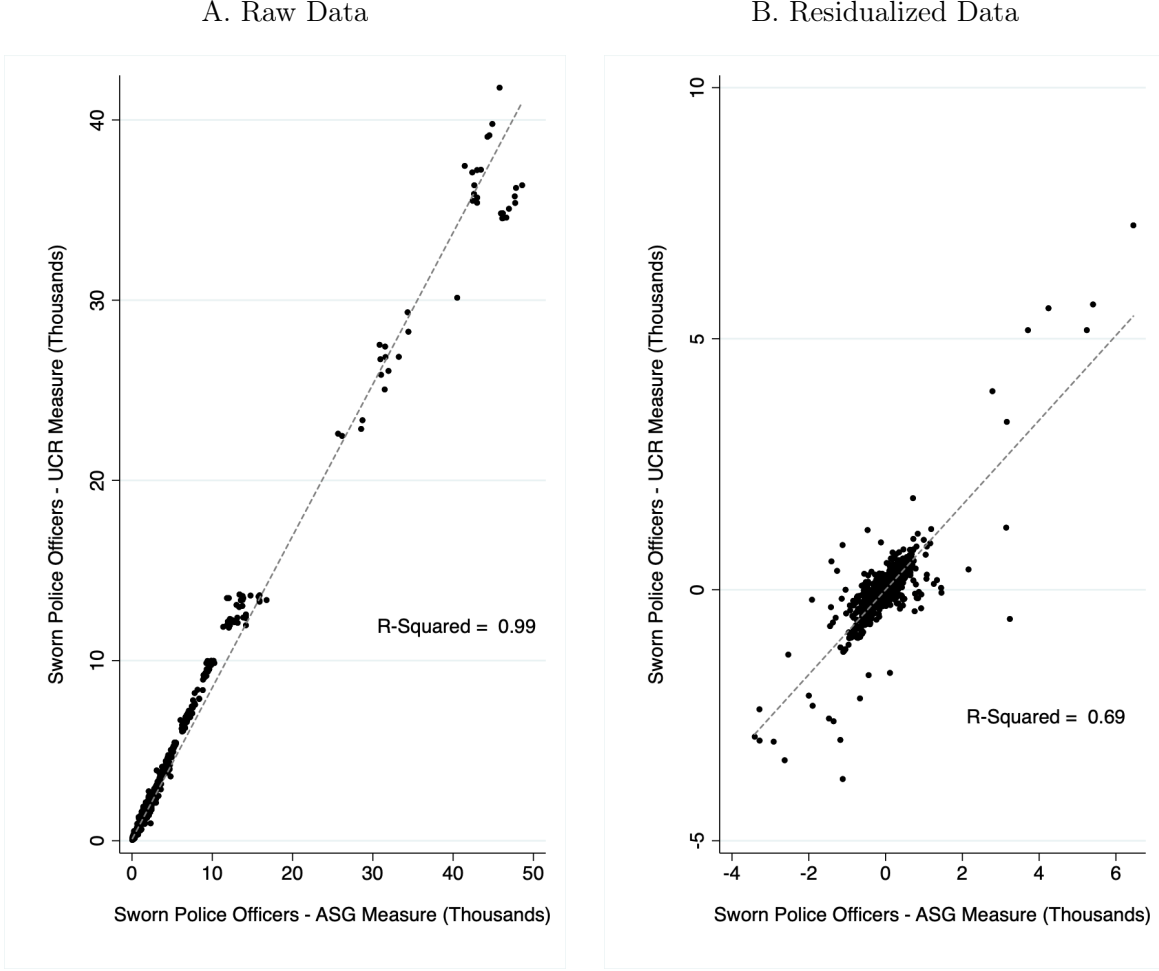 A. Raw Data
Sworn Police Officers - UCR Measure (Thousands)
40
30
20
10
0
R-Squared = 0.99
0 10 20 30 40 50
Sworn Police Officers - ASG Measure (Thousands)
B. Residualized Data
Sworn Police Officers - UCR Measure (Thousands)
10
5
0
-5
R-Squared = 0.69
-4 -2 0 2 4 6
Sworn Police Officers - ASG Measure (Thousands)